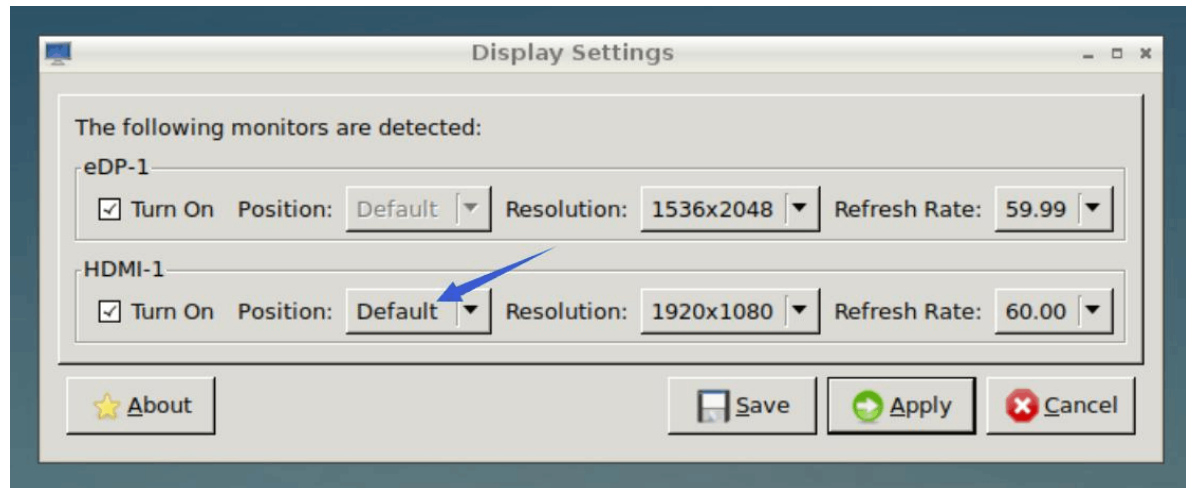 Display Settings
The following monitors are detected:
eDP-1
Turn On Position: Default Resolution: 1536x2048 Refresh Rate: 59.99
HDMI-1
Turn On Position: Default Resolution: 1920x1080 Refresh Rate: 60.00
About Save Apply Cancel